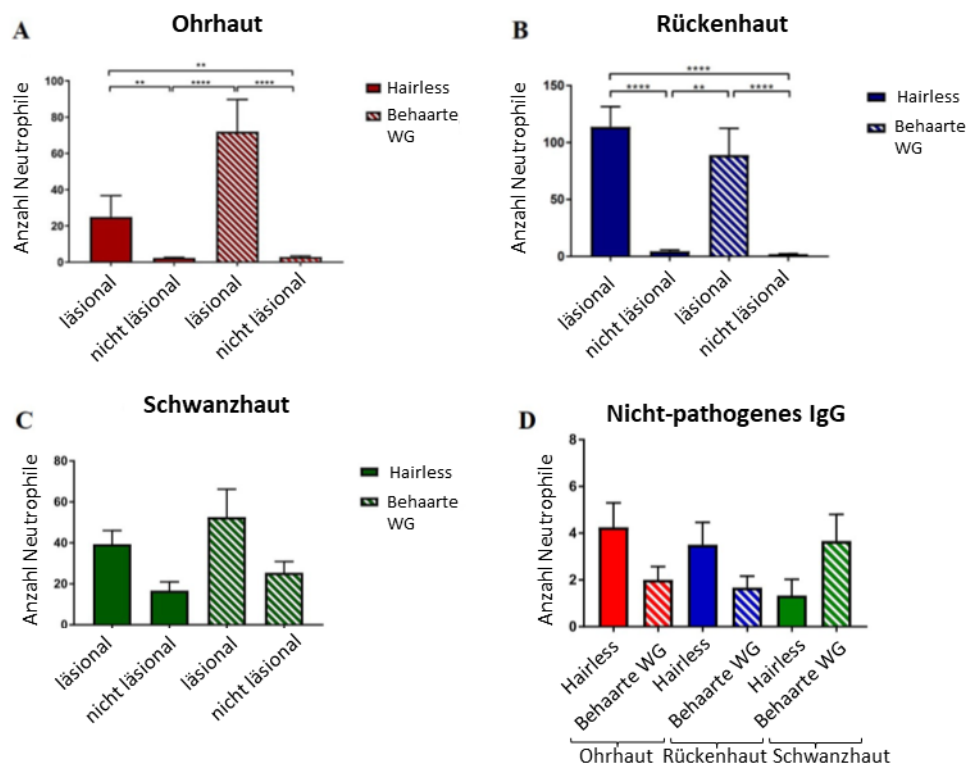 A
Ohrhaut
Anzahl Neutrophile
100
80
60
40
20
0
**
** **** ****
läsional
nicht läsional
läsional
nicht läsional
Hairless
Behaarte
WG
B
Rückenhaut
Anzahl Neutrophile
150
100
50
0
****
**** ** ****
läsional
nicht läsional
läsional
nicht läsional
Hairless
Behaarte
WG
C
Schwanzhaut
Anzahl Neutrophile
80
60
40
20
0
läsional
nicht läsional
läsional
nicht läsional
Hairless
Behaarte
WG
D
Nicht-pathogenes IgG
Anzahl Neutrophile
8
6
4
2
0
Hairless
Behaarte WG
Hairless
Behaarte WG
Hairless
Behaarte WG
Ohrhaut Rückenhaut Schwanzhaut